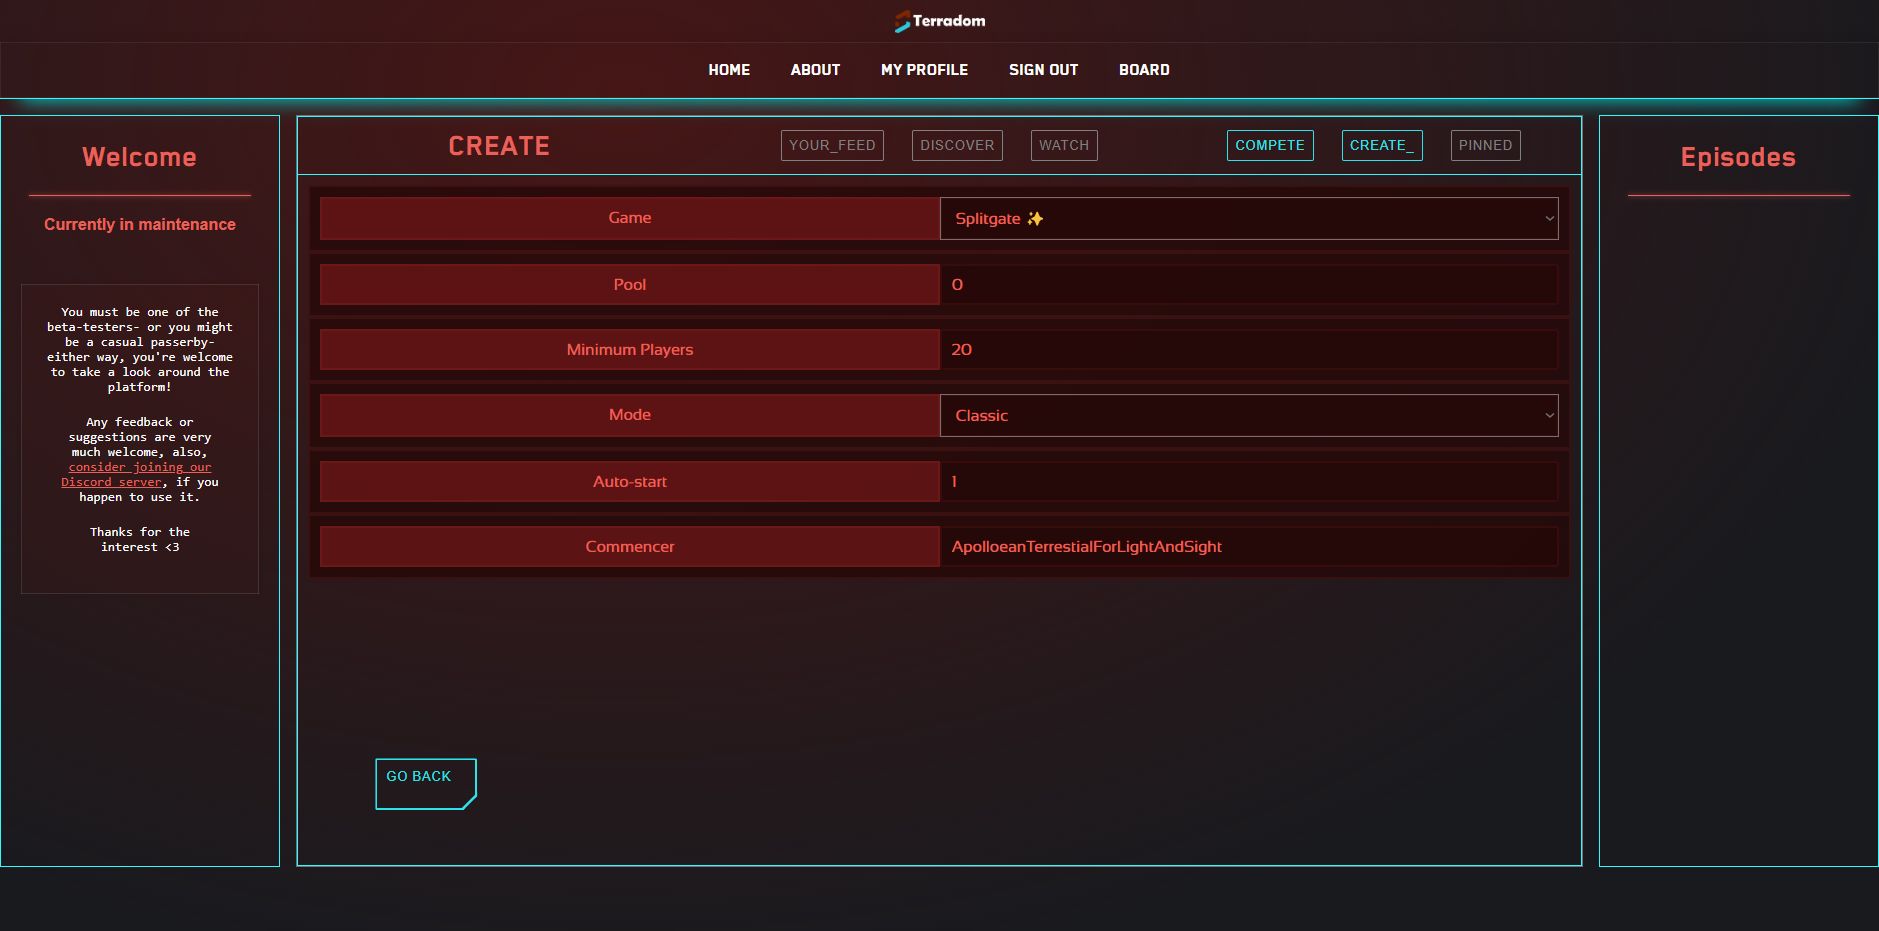 Terradom
HOME ABOUT MY PROFILE SIGN OUT BOARD
Welcome
Currently in maintenance
You must be one of the
beta-testers- or you might
be a casual passerby-
either way, you're welcome
to take a look around the
platform!
Any feedback or
suggestions are very
much welcome, also,
consider joining our
Discord server, if you
happen to use it.
Thanks for the
interest <3
CREATE YOUR_FEED DISCOVER WATCH COMPETE CREATE_ PINNED
Game Splitgate ✨
Pool 0
Minimum Players 20
Mode Classic
Auto-start 1
Commencer ApolloeanTerrestialForLightAndSight
GO BACK
Episodes